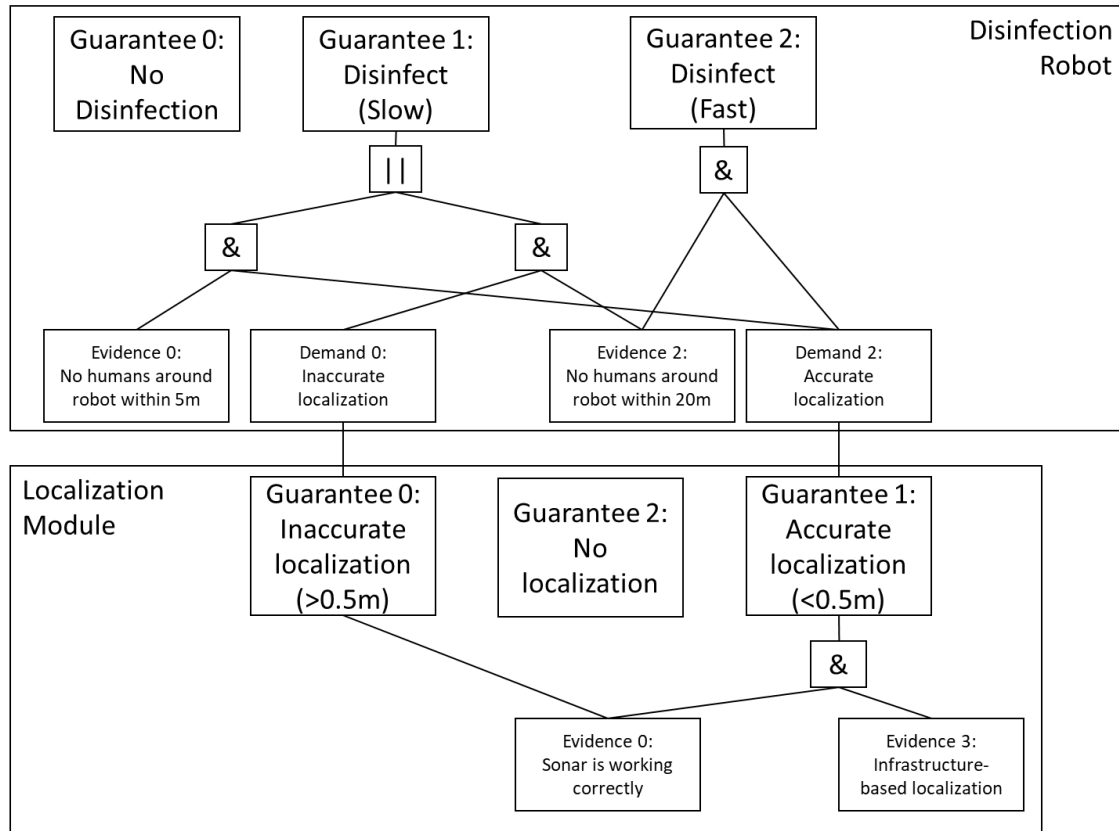 Guarantee 0:
No
Disinfection
Guarantee 1:
Disinfect
(Slow)
Guarantee 2:
Disinfect
(Fast)
Disinfection
Robot
||
&
&
&
Evidence 0:
No humans around
robot within 5m
Demand 0:
Inaccurate
localization
Evidence 2:
No humans around
robot within 20m
Demand 2:
Accurate
localization
Localization
Module
Guarantee 0:
Inaccurate
localization
(>0.5m)
Guarantee 2:
No
localization
Guarantee 1:
Accurate
localization
(<0.5m)
&
Evidence 0:
Sonar is working
correctly
Evidence 3:
Infrastructure-
based localization